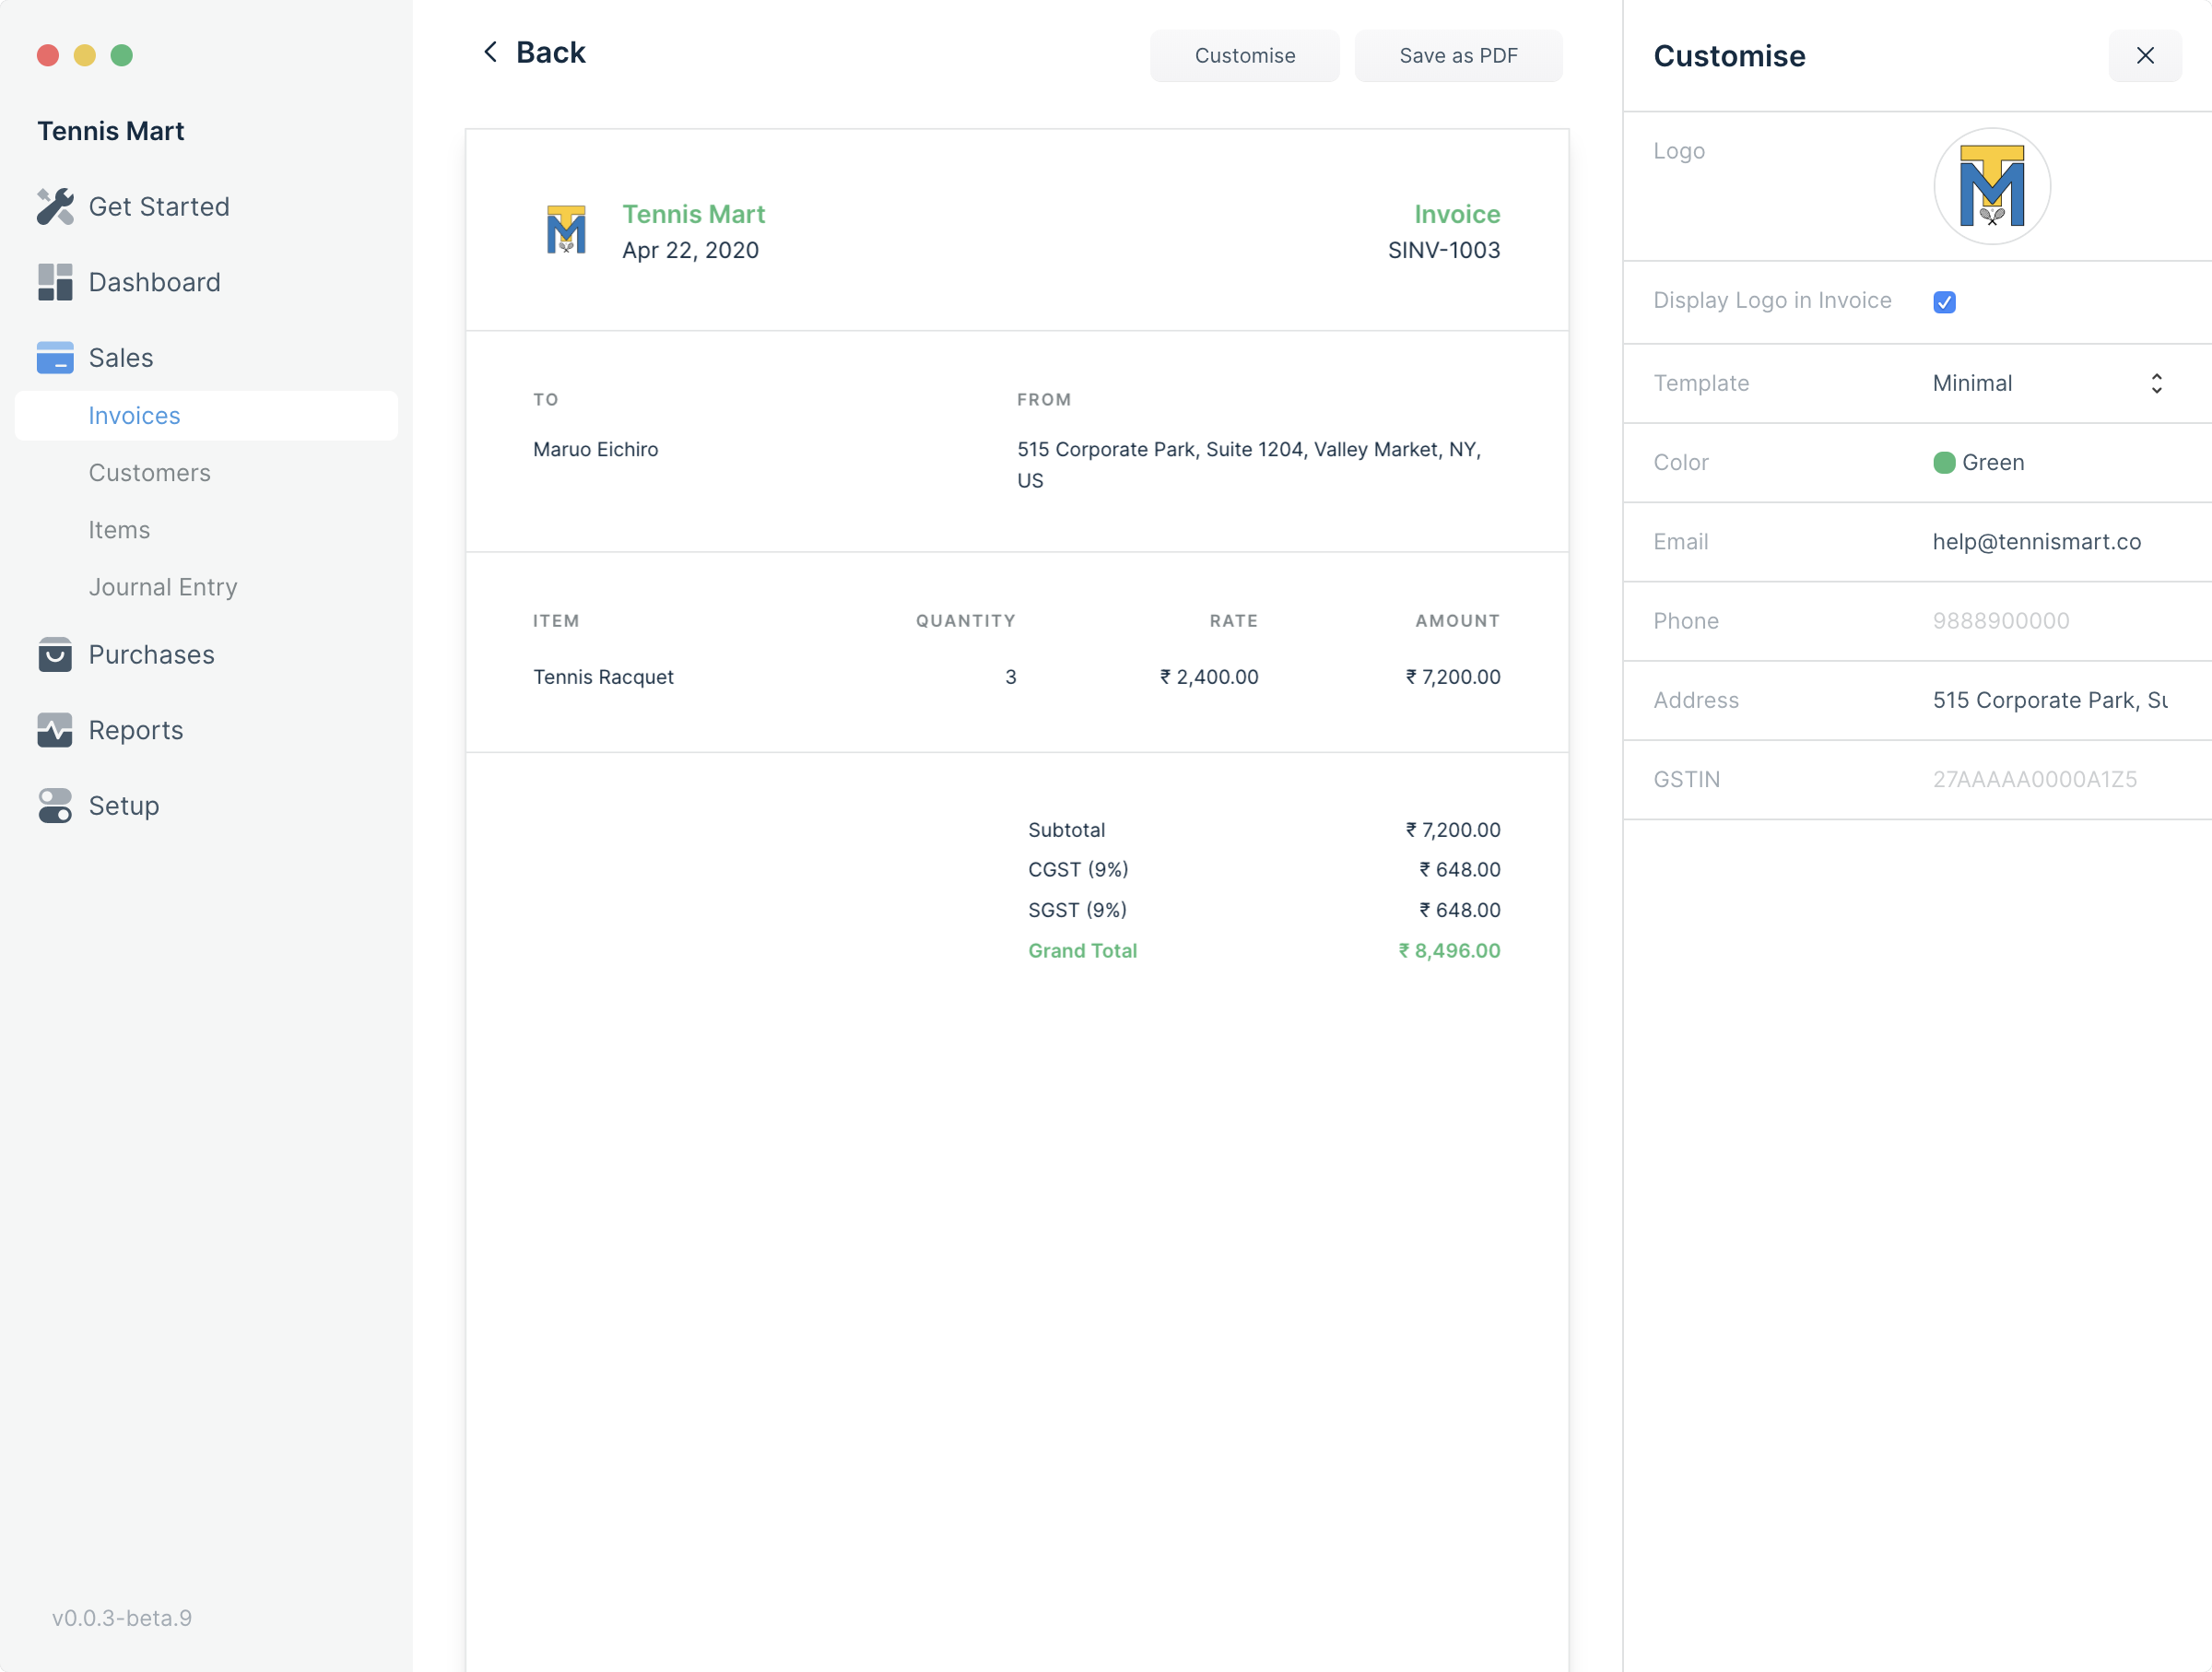 Tennis Mart
Get Started
Dashboard
Sales
Invoices
Customers
Items
Journal Entry
Purchases
Reports
Setup
v0.0.3-beta.9
Back
Customise
Save as PDF
TM
Tennis Mart
Invoice
Apr 22, 2020
SINV-1003
TO
FROM
Maruo Eichiro
515 Corporate Park, Suite 1204, Valley Market, NY,
US
ITEM QUANTITY RATE AMOUNT
Tennis Racquet 3 ₹ 2,400.00 ₹ 7,200.00
Subtotal ₹ 7,200.00
CGST (9%) ₹ 648.00
SGST (9%) ₹ 648.00
Grand Total ₹ 8,496.00
Customise
Logo
TM
Display Logo in Invoice
Template Minimal
Color Green
Email help@tennismart.co
Phone 9888900000
Address 515 Corporate Park, Su
GSTIN 27AAAAA0000A1Z5